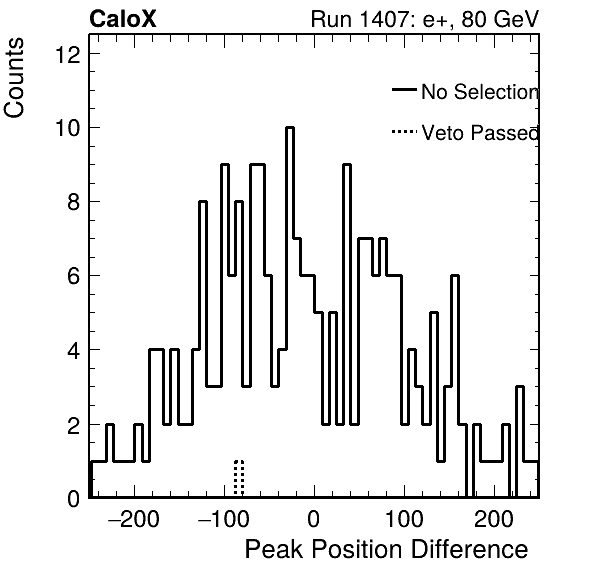 CaloX Run 1407: e+, 80 GeV
Counts
12
10
8
6
4
2
0
No Selection
Veto Passed
−200 −100 0 100 200
Peak Position Difference